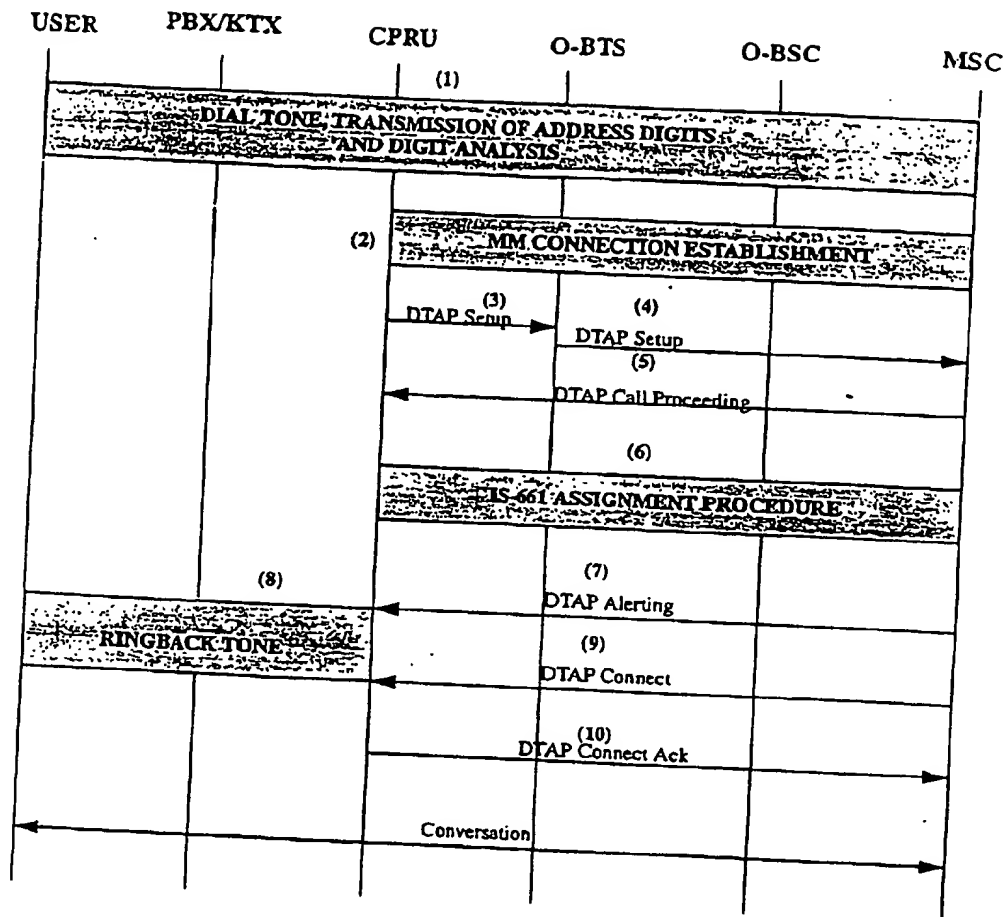 USER
PBX/KTX
CPRU
O-BTS
O-BSC
MSC
(1)
DIAL TONE, TRANSMISSION OF ADDRESS DIGITS
AND DIGIT ANALYSIS
(2)
MM CONNECTION ESTABLISHMENT
(3)
DTAP Setup
(4)
DTAP Setup
(5)
DTAP Call Proceeding
(6)
IS-661 ASSIGNMENT PROCEDURE
(7)
DTAP Alerting
(8)
RINGBACK TONE
(9)
DTAP Connect
(10)
DTAP Connect Ack
Conversation